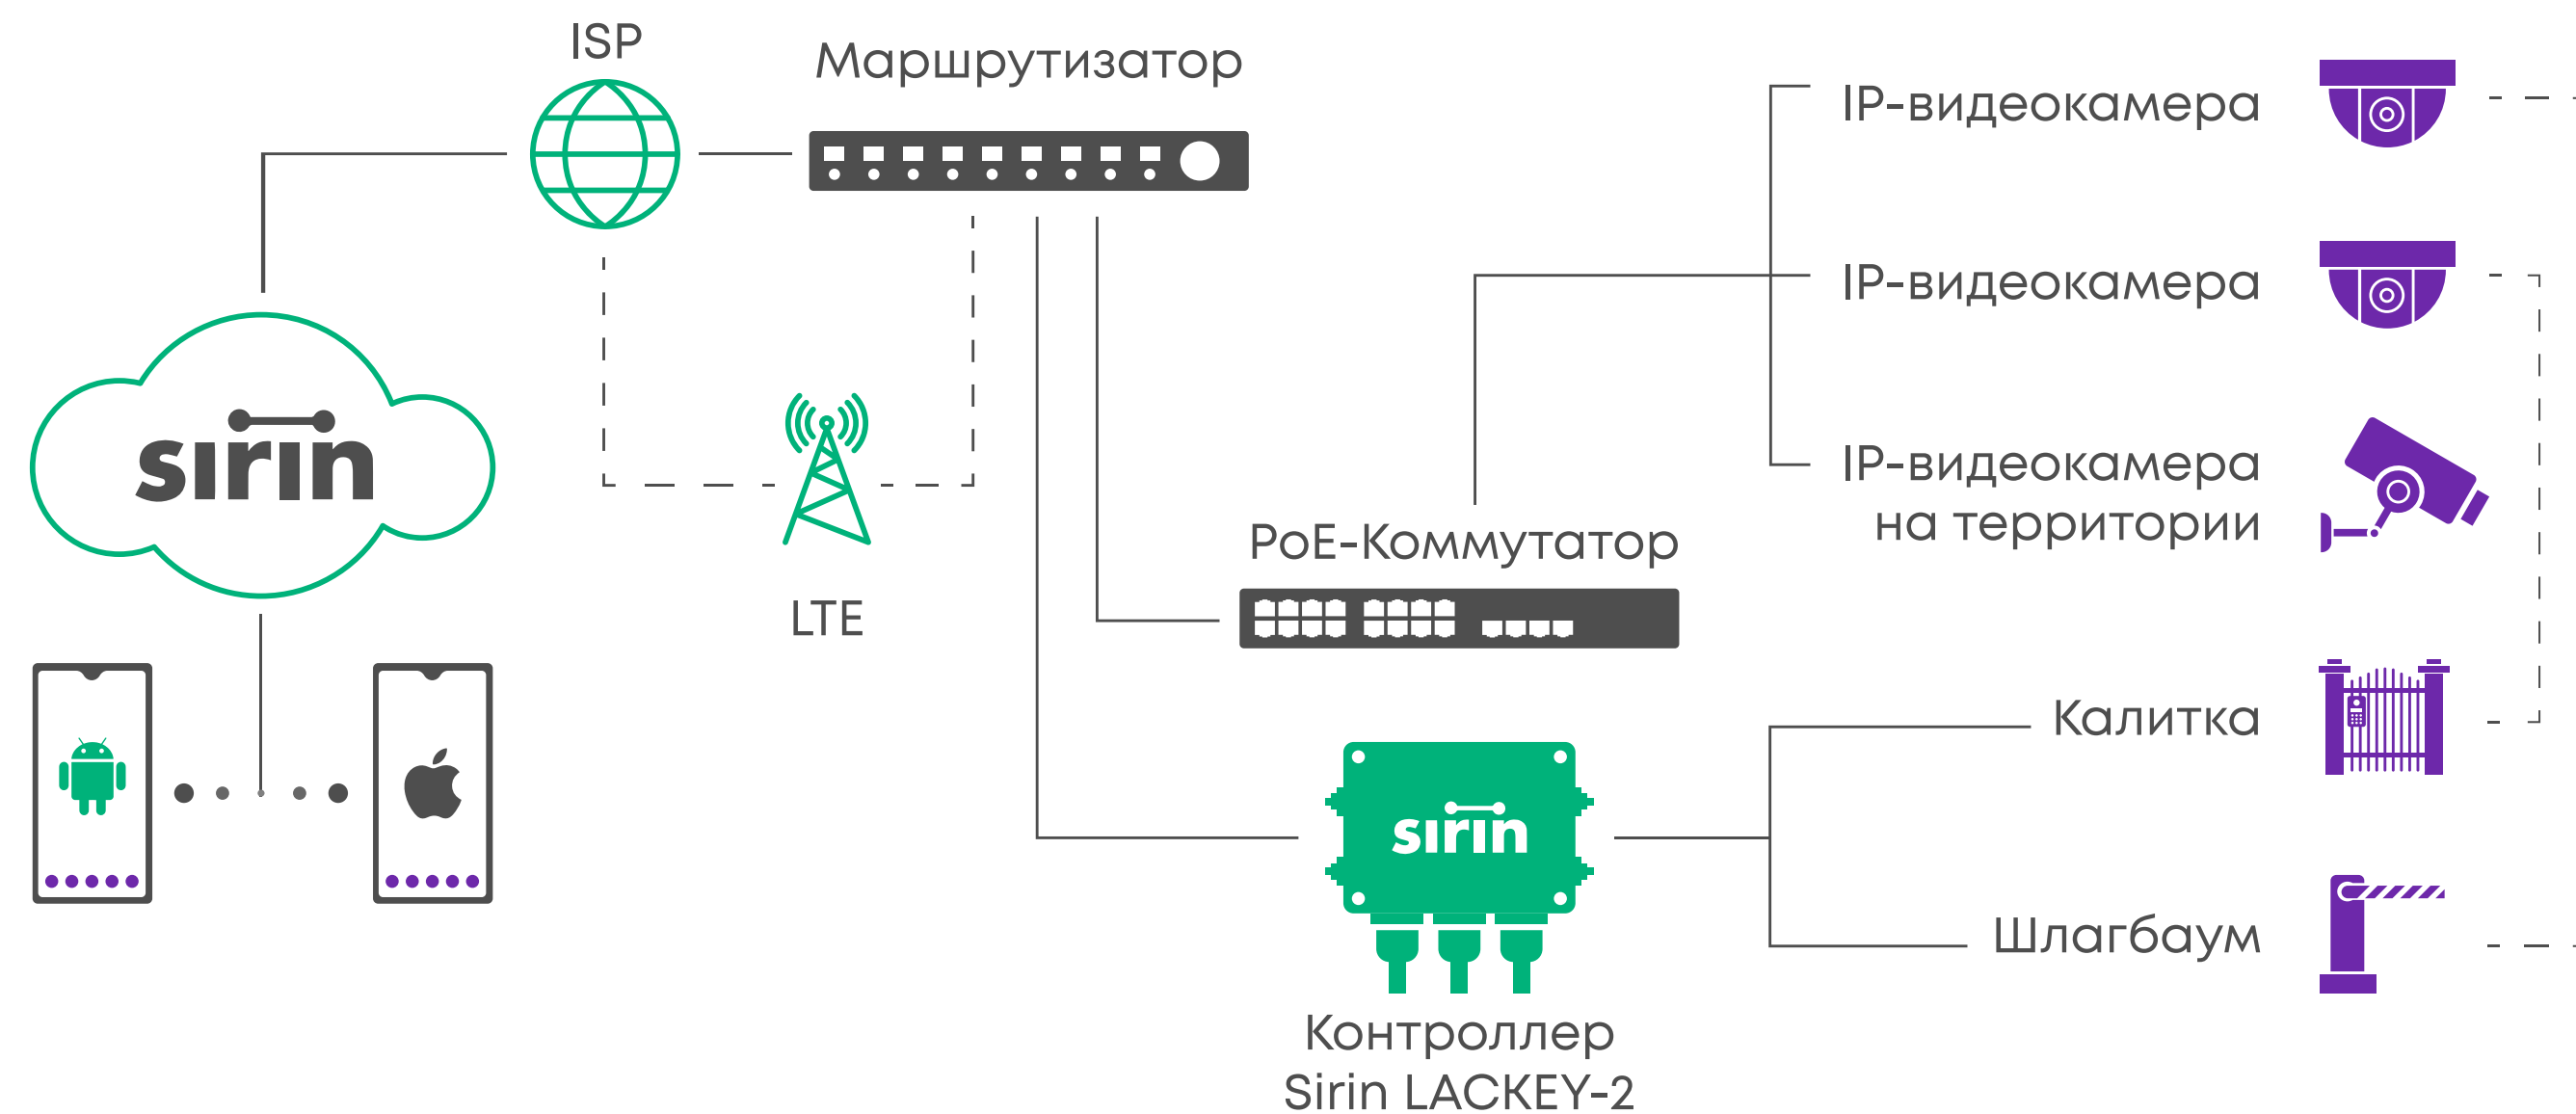 ISP
Маршрутизатор
IP-видеокамера
IP-видеокамера
sirin
IP-видеокамера
на территории
PoE-Коммутатор
LTE
Калитка
sirin
Шлагбаум
Контроллер
Sirin LACKEY-2